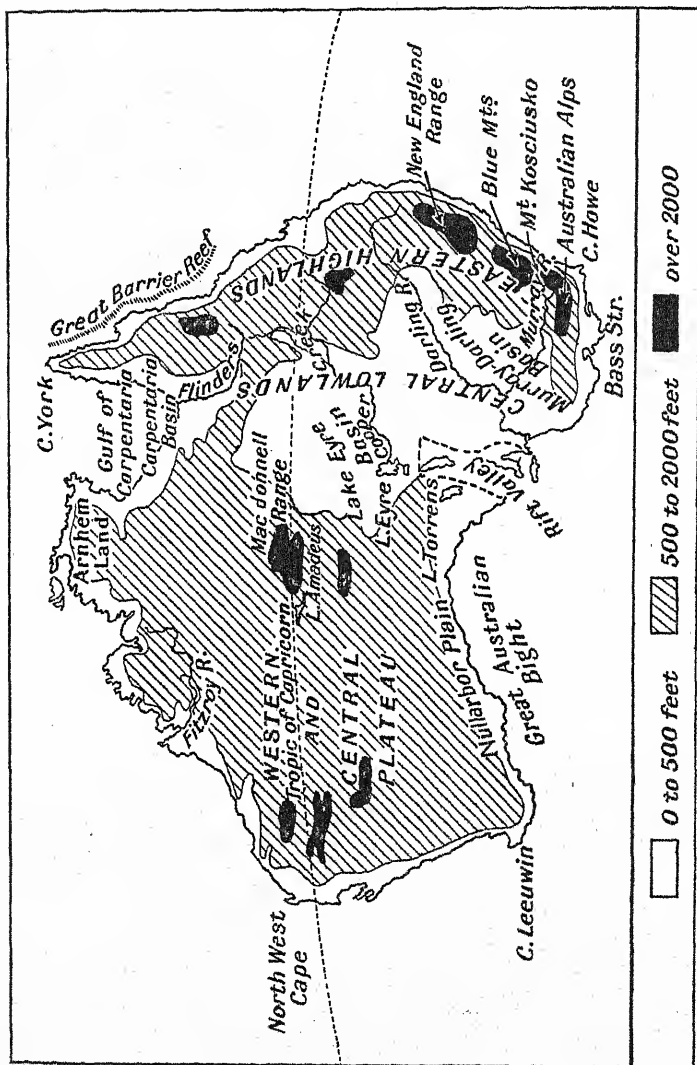 C. York
Great Barrier Reef
Gulf of
Carpentaria
Carpentaria
Basin
Flinders
Arnhem
Land
Fitzroy R.
North West
Cape
WESTERN
Tropic of Capricorn
AND
CENTRAL
PLATEAU
Mac donnell
Range
L. Amadeus
Lake Eyre
Basin
Cooper
Creek
L. Eyre
CENTRAL LOWLANDS
EASTERN HIGHLANDS
Darling R.
Murray-Darling
Basin
Murray
New England
Range
Blue Mts.
Mt. Kosciusko
Australian Alps
C. Howe
Bass Str.
Rift Valley
L. Torrens
Nullarbor Plain
Great Australian
Bight
C. Leeuwin
0 to 500 feet
500 to 2000 feet
over 2000